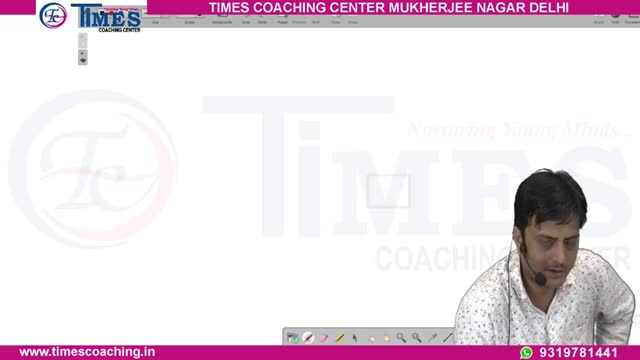 TIMES COACHING CENTER MUKHERJEE NAGAR DELHI
TIMES
COACHING CENTER
Nurturing Young Minds...
TIMES
COACHING CENTER
www.timescoaching.in
9319781441